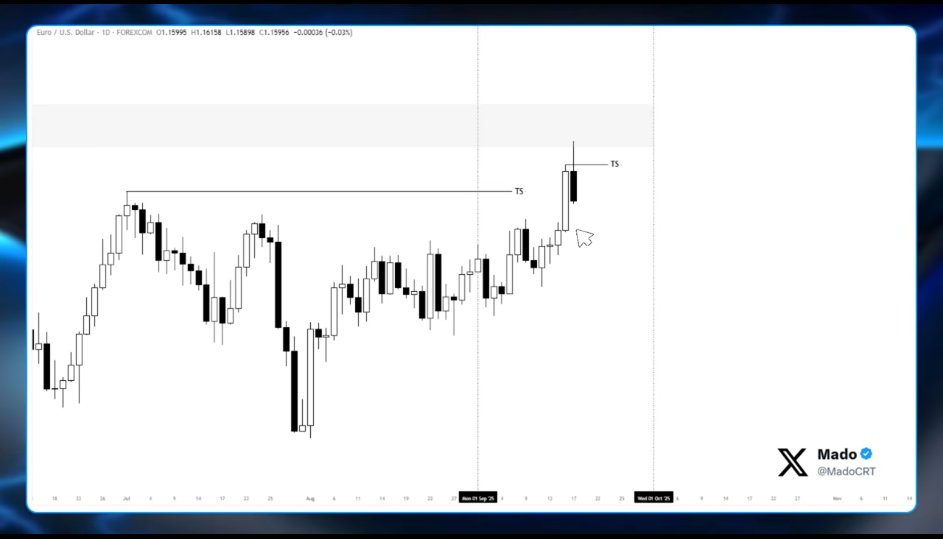 Euro / U.S. Dollar · 1D · FOREXCOM O1.15995 H1.16158 L1.15898 C1.15956 −0.00036 (−0.03%)
TS
TS
Mado
@MadoCRT
18 23 26 Jul 4 9 14 17 22 25 Aug 6 11 14 19 22 27 Mon 01 Sep '25 4 9 12 17 22 25 Wed 01 Oct '25 6 9 14 17 22 27 Nov 6 11 14